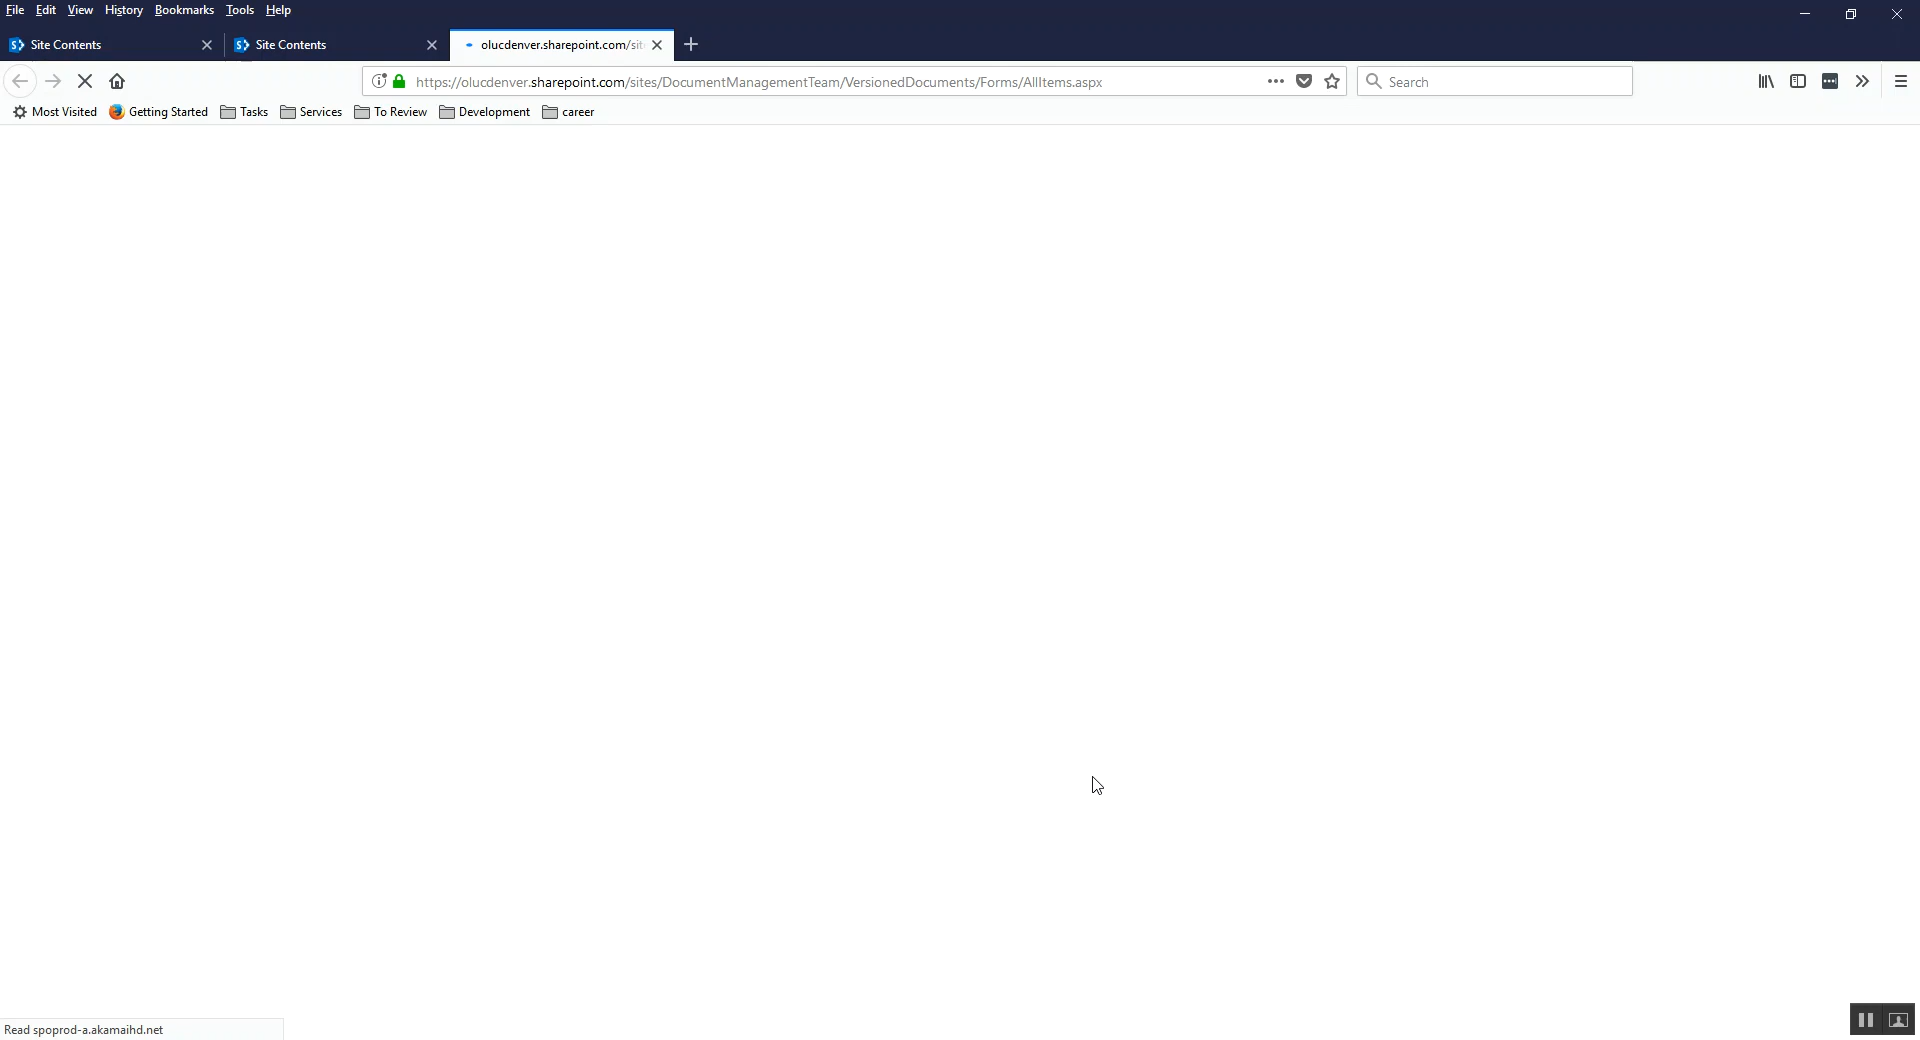 File Edit View History Bookmarks Tools Help
Site Contents Site Contents olucdenver.sharepoint.com/sit
https://olucdenver.sharepoint.com/sites/DocumentManagementTeam/VersionedDocuments/Forms/AllItems.aspx Search
Most Visited Getting Started Tasks Services To Review Development career
Read spoprod-a.akamaihd.net